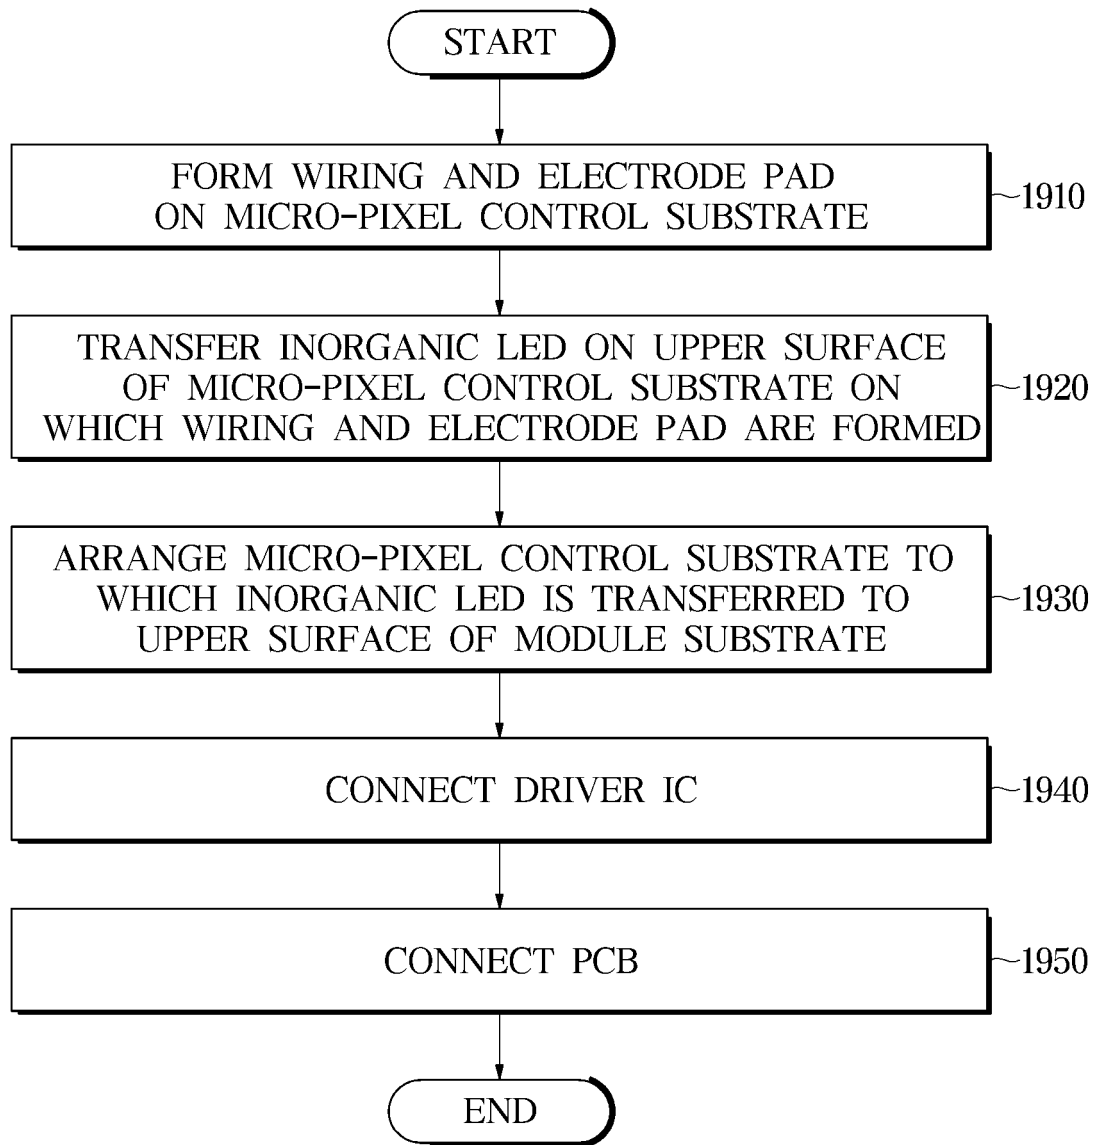 START
FORM WIRING AND ELECTRODE PAD
ON MICRO-PIXEL CONTROL SUBSTRATE
1910
TRANSFER INORGANIC LED ON UPPER SURFACE
OF MICRO-PIXEL CONTROL SUBSTRATE ON
WHICH WIRING AND ELECTRODE PAD ARE FORMED
1920
ARRANGE MICRO-PIXEL CONTROL SUBSTRATE TO
WHICH INORGANIC LED IS TRANSFERRED TO
UPPER SURFACE OF MODULE SUBSTRATE
1930
CONNECT DRIVER IC
1940
CONNECT PCB
1950
END